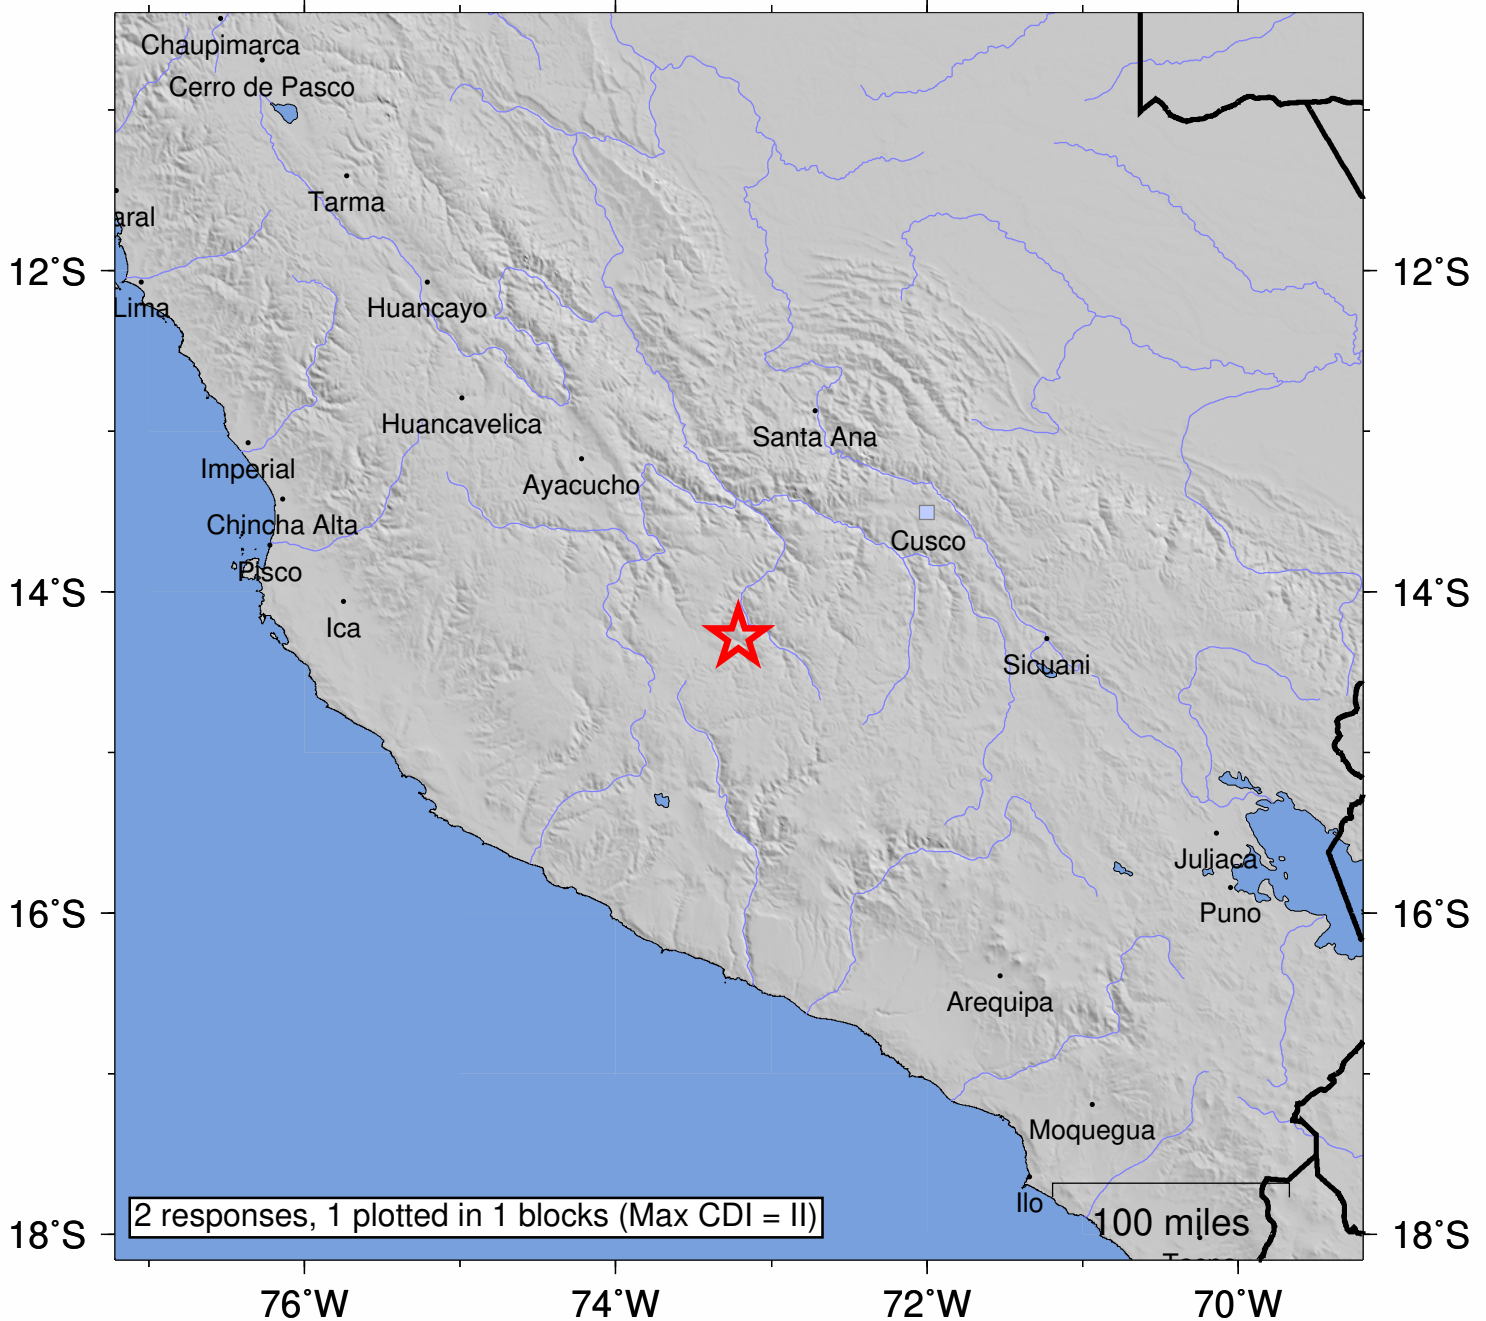 Chaupimarca
Cerro de Pasco
Tarma
aral
12°S
12°S
Lima
Huancayo
Huancavelica
Santa Ana
Imperial
Ayacucho
Chincha Alta
Cusco
Pisco
14°S
14°S
Ica
Sicuani
Juliaca
Puno
16°S
16°S
Arequipa
Moquegua
Ilo
2 responses, 1 plotted in 1 blocks (Max CDI = II)
100 miles
18°S
18°S
76°W
74°W
72°W
70°W